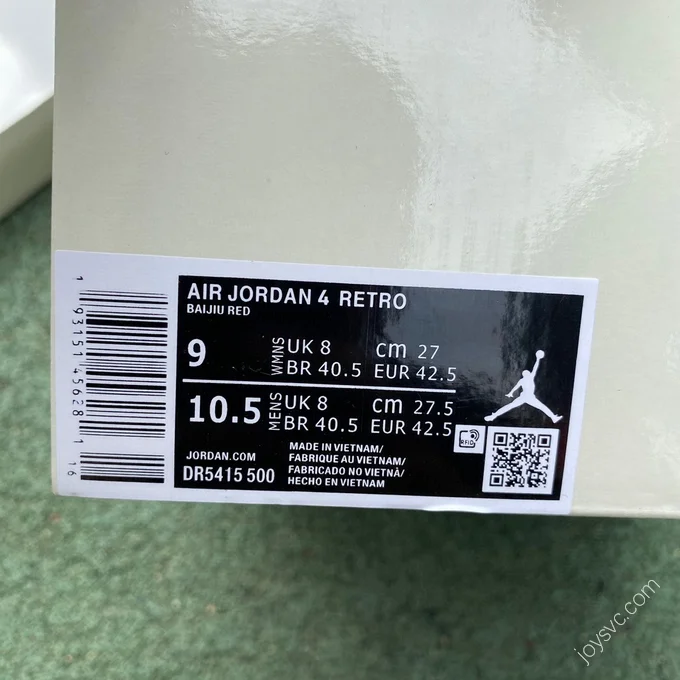 AIR JORDAN 4 RETRO
BAIJIU RED
9 WMNS UK 8 cm 27
BR 40.5 EUR 42.5
10.5 MENS UK 8 cm 27.5
BR 40.5 EUR 42.5
RFID
JORDAN.COM
DR5415 500
MADE IN VIETNAM/
FABRIQUE AU VIETNAM/
FABRICADO NO VIETNÃ/
HECHO EN VIETNAM
1 93151 45628 1 16
joysvc.com